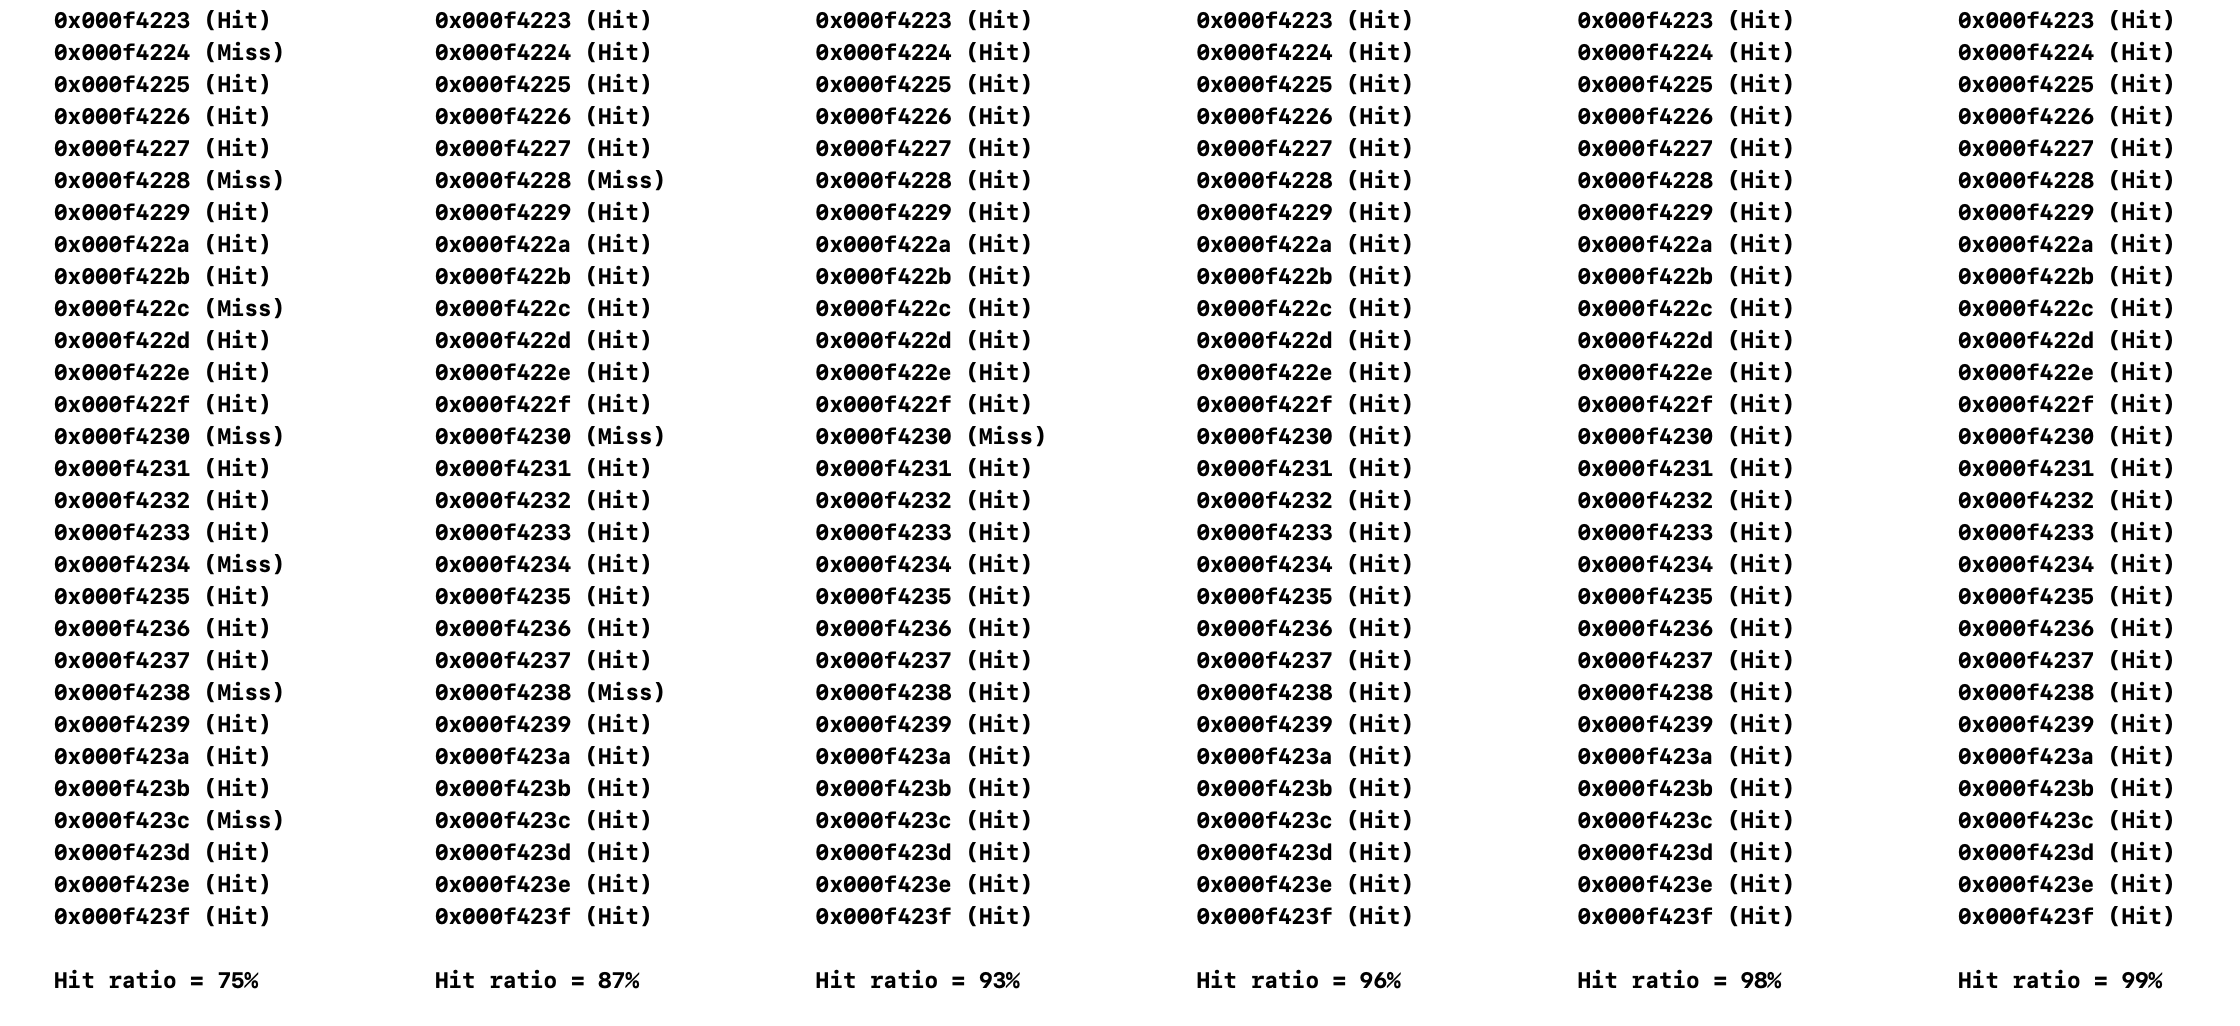 0x000f4223 (Hit) 0x000f4223 (Hit) 0x000f4223 (Hit) 0x000f4223 (Hit) 0x000f4223 (Hit) 0x000f4223 (Hit)
0x000f4224 (Miss) 0x000f4224 (Hit) 0x000f4224 (Hit) 0x000f4224 (Hit) 0x000f4224 (Hit) 0x000f4224 (Hit)
0x000f4225 (Hit) 0x000f4225 (Hit) 0x000f4225 (Hit) 0x000f4225 (Hit) 0x000f4225 (Hit) 0x000f4225 (Hit)
0x000f4226 (Hit) 0x000f4226 (Hit) 0x000f4226 (Hit) 0x000f4226 (Hit) 0x000f4226 (Hit) 0x000f4226 (Hit)
0x000f4227 (Hit) 0x000f4227 (Hit) 0x000f4227 (Hit) 0x000f4227 (Hit) 0x000f4227 (Hit) 0x000f4227 (Hit)
0x000f4228 (Miss) 0x000f4228 (Miss) 0x000f4228 (Hit) 0x000f4228 (Hit) 0x000f4228 (Hit) 0x000f4228 (Hit)
0x000f4229 (Hit) 0x000f4229 (Hit) 0x000f4229 (Hit) 0x000f4229 (Hit) 0x000f4229 (Hit) 0x000f4229 (Hit)
0x000f422a (Hit) 0x000f422a (Hit) 0x000f422a (Hit) 0x000f422a (Hit) 0x000f422a (Hit) 0x000f422a (Hit)
0x000f422b (Hit) 0x000f422b (Hit) 0x000f422b (Hit) 0x000f422b (Hit) 0x000f422b (Hit) 0x000f422b (Hit)
0x000f422c (Miss) 0x000f422c (Hit) 0x000f422c (Hit) 0x000f422c (Hit) 0x000f422c (Hit) 0x000f422c (Hit)
0x000f422d (Hit) 0x000f422d (Hit) 0x000f422d (Hit) 0x000f422d (Hit) 0x000f422d (Hit) 0x000f422d (Hit)
0x000f422e (Hit) 0x000f422e (Hit) 0x000f422e (Hit) 0x000f422e (Hit) 0x000f422e (Hit) 0x000f422e (Hit)
0x000f422f (Hit) 0x000f422f (Hit) 0x000f422f (Hit) 0x000f422f (Hit) 0x000f422f (Hit) 0x000f422f (Hit)
0x000f4230 (Miss) 0x000f4230 (Miss) 0x000f4230 (Miss) 0x000f4230 (Hit) 0x000f4230 (Hit) 0x000f4230 (Hit)
0x000f4231 (Hit) 0x000f4231 (Hit) 0x000f4231 (Hit) 0x000f4231 (Hit) 0x000f4231 (Hit) 0x000f4231 (Hit)
0x000f4232 (Hit) 0x000f4232 (Hit) 0x000f4232 (Hit) 0x000f4232 (Hit) 0x000f4232 (Hit) 0x000f4232 (Hit)
0x000f4233 (Hit) 0x000f4233 (Hit) 0x000f4233 (Hit) 0x000f4233 (Hit) 0x000f4233 (Hit) 0x000f4233 (Hit)
0x000f4234 (Miss) 0x000f4234 (Hit) 0x000f4234 (Hit) 0x000f4234 (Hit) 0x000f4234 (Hit) 0x000f4234 (Hit)
0x000f4235 (Hit) 0x000f4235 (Hit) 0x000f4235 (Hit) 0x000f4235 (Hit) 0x000f4235 (Hit) 0x000f4235 (Hit)
0x000f4236 (Hit) 0x000f4236 (Hit) 0x000f4236 (Hit) 0x000f4236 (Hit) 0x000f4236 (Hit) 0x000f4236 (Hit)
0x000f4237 (Hit) 0x000f4237 (Hit) 0x000f4237 (Hit) 0x000f4237 (Hit) 0x000f4237 (Hit) 0x000f4237 (Hit)
0x000f4238 (Miss) 0x000f4238 (Miss) 0x000f4238 (Hit) 0x000f4238 (Hit) 0x000f4238 (Hit) 0x000f4238 (Hit)
0x000f4239 (Hit) 0x000f4239 (Hit) 0x000f4239 (Hit) 0x000f4239 (Hit) 0x000f4239 (Hit) 0x000f4239 (Hit)
0x000f423a (Hit) 0x000f423a (Hit) 0x000f423a (Hit) 0x000f423a (Hit) 0x000f423a (Hit) 0x000f423a (Hit)
0x000f423b (Hit) 0x000f423b (Hit) 0x000f423b (Hit) 0x000f423b (Hit) 0x000f423b (Hit) 0x000f423b (Hit)
0x000f423c (Miss) 0x000f423c (Hit) 0x000f423c (Hit) 0x000f423c (Hit) 0x000f423c (Hit) 0x000f423c (Hit)
0x000f423d (Hit) 0x000f423d (Hit) 0x000f423d (Hit) 0x000f423d (Hit) 0x000f423d (Hit) 0x000f423d (Hit)
0x000f423e (Hit) 0x000f423e (Hit) 0x000f423e (Hit) 0x000f423e (Hit) 0x000f423e (Hit) 0x000f423e (Hit)
0x000f423f (Hit) 0x000f423f (Hit) 0x000f423f (Hit) 0x000f423f (Hit) 0x000f423f (Hit) 0x000f423f (Hit)
Hit ratio = 75% Hit ratio = 87% Hit ratio = 93% Hit ratio = 96% Hit ratio = 98% Hit ratio = 99%